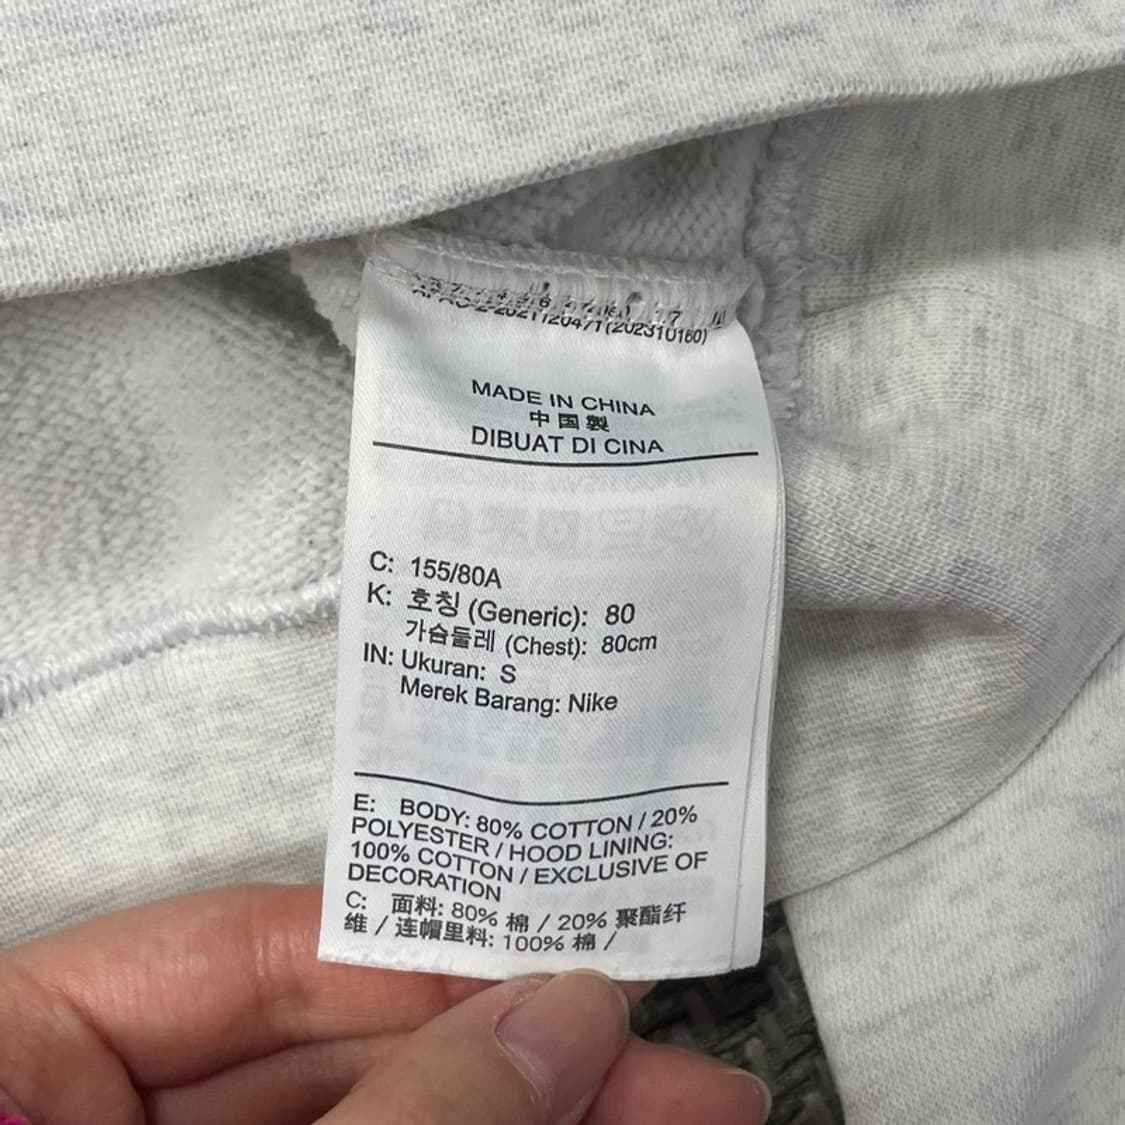 MADE IN CHINA
中国製
DIBUAT DI CINA
C: 155/80A
K: 호칭 (Generic): 80
가슴둘레 (Chest): 80cm
IN: Ukuran: S
Merek Barang: Nike
E: BODY: 80% COTTON / 20%
POLYESTER / HOOD LINING:
100% COTTON / EXCLUSIVE OF
DECORATION
C: 面料: 80% 棉 / 20% 聚酯纤
维 / 连帽里料: 100% 棉 /